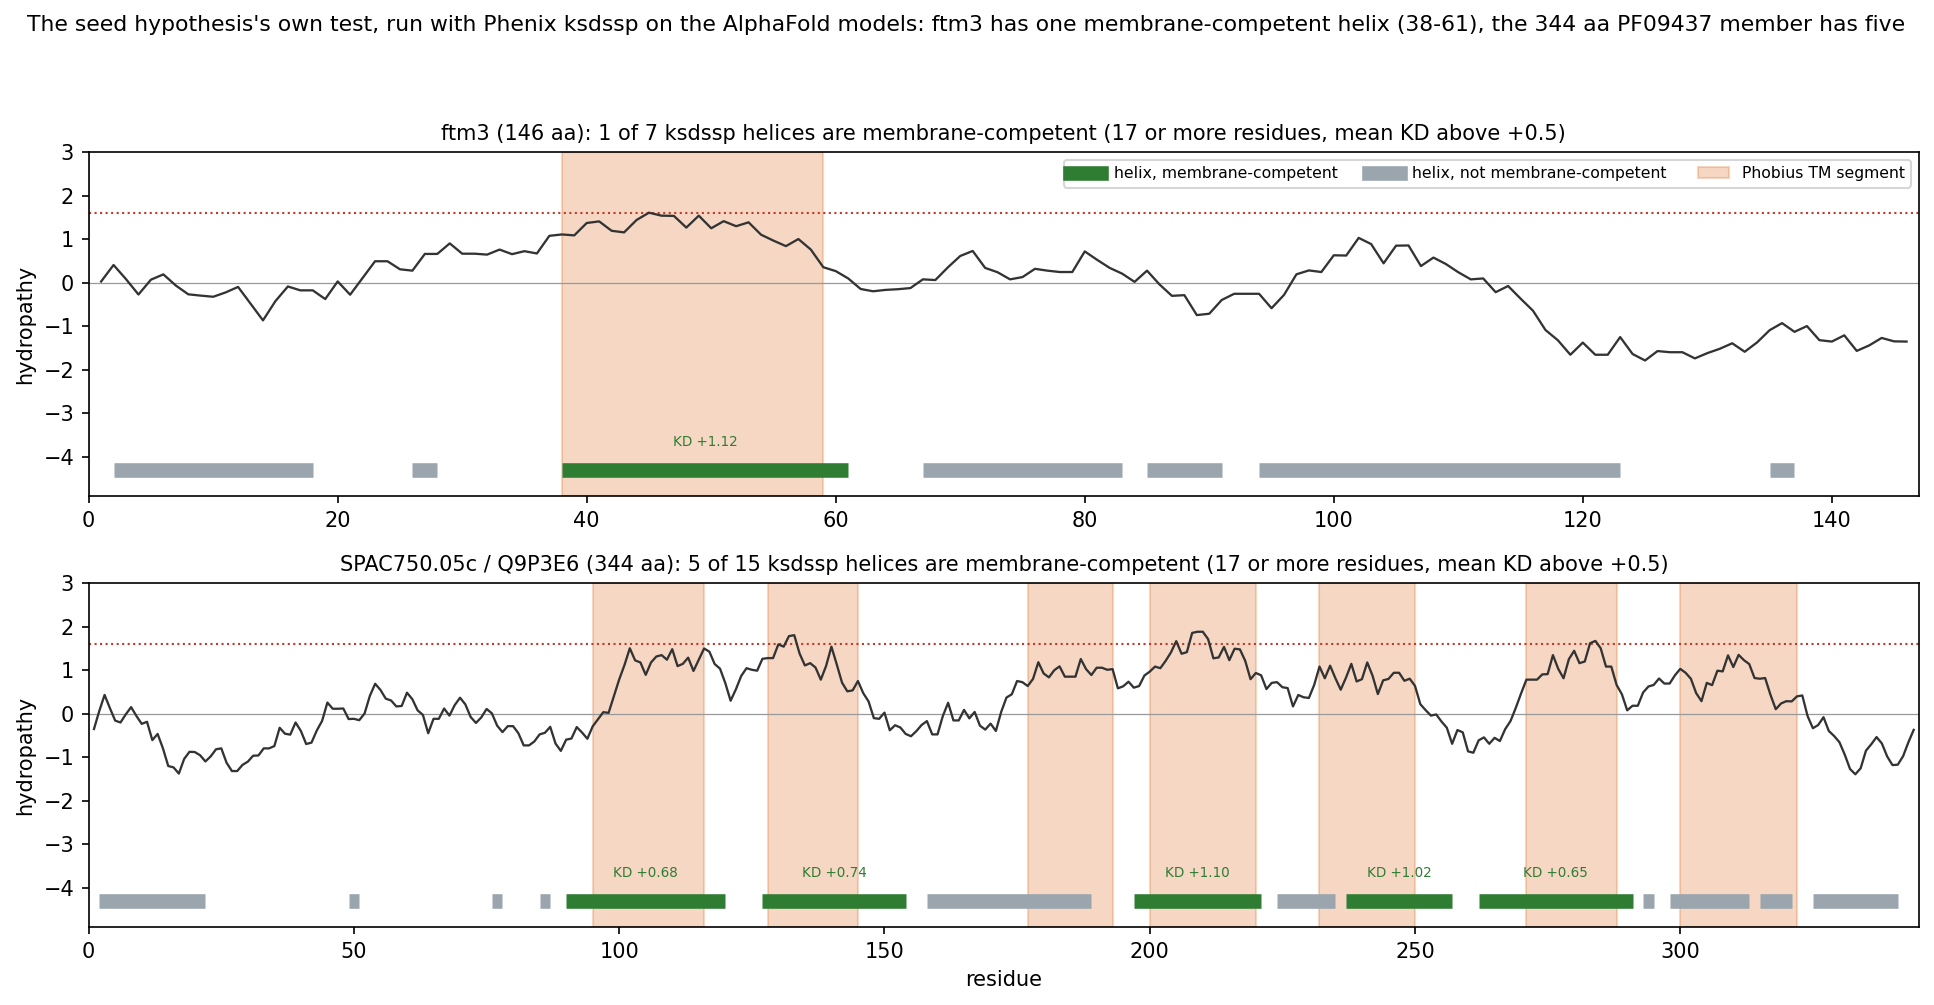 The seed hypothesis's own test, run with Phenix ksdssp on the AlphaFold models: ftm3 has one membrane-competent helix (38-61), the 344 aa PF09437 member has five
ftm3 (146 aa): 1 of 7 ksdssp helices are membrane-competent (17 or more residues, mean KD above +0.5)
helix, membrane-competent
helix, not membrane-competent
Phobius TM segment
hydropathy
3
2
1
0
−1
−2
−3
−4
KD +1.12
0 20 40 60 80 100 120 140
SPAC750.05c / Q9P3E6 (344 aa): 5 of 15 ksdssp helices are membrane-competent (17 or more residues, mean KD above +0.5)
hydropathy
3
2
1
0
−1
−2
−3
−4
KD +0.68 KD +0.74 KD +1.10 KD +1.02 KD +0.65
0 50 100 150 200 250 300
residue